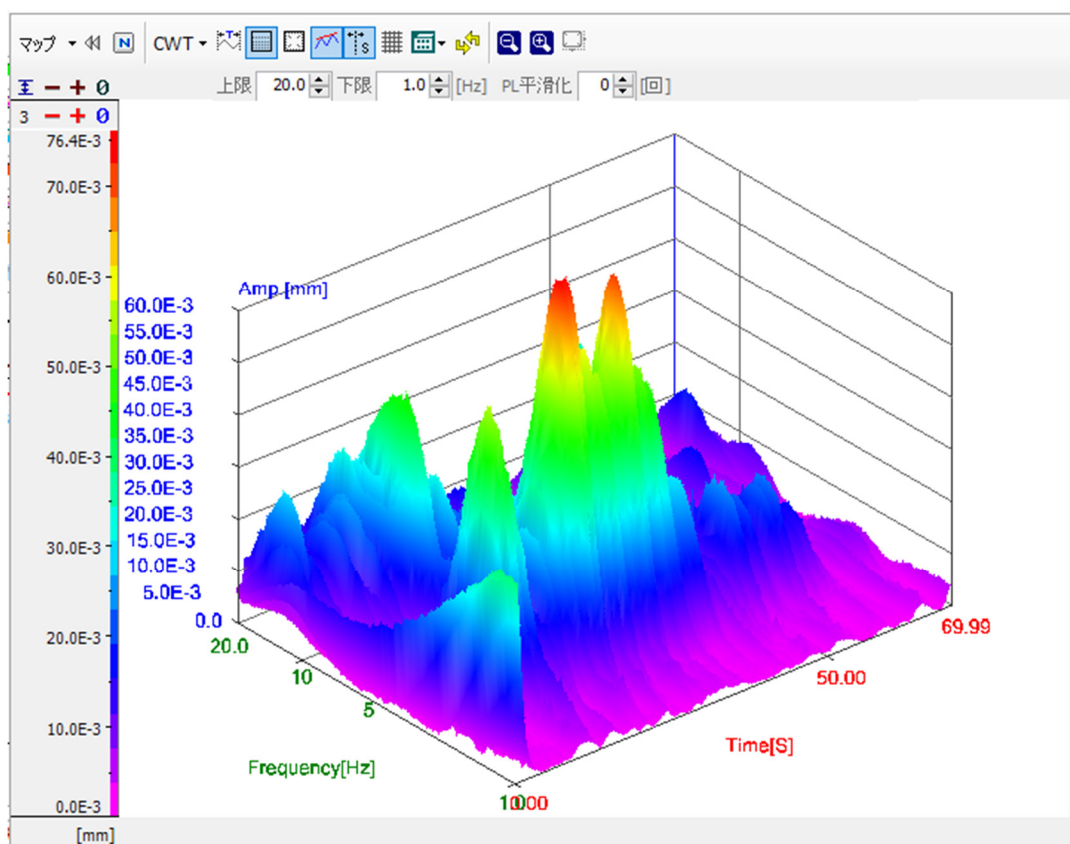 マップ N CWT T S
0 上限 20.0 下限 1.0 [Hz] PL平滑化 0 [回]
3 0
76.4E-3
70.0E-3
60.0E-3
50.0E-3
40.0E-3
30.0E-3
20.0E-3
10.0E-3
0.0E-3
[mm]
Amp.[mm]
60.0E-3
55.0E-3
50.0E-3
45.0E-3
40.0E-3
35.0E-3
30.0E-3
25.0E-3
20.0E-3
15.0E-3
10.0E-3
5.0E-3
0.0
20.0
10
5
Frequency[Hz]
69.99
50.00
Time[S]